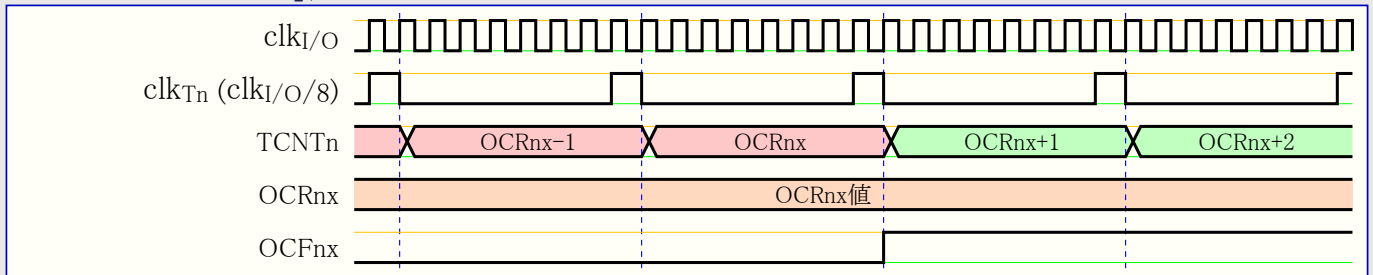 clkI/O
clkTn (clkI/O/8)
TCNTn OCRnx-1 OCRnx OCRnx+1 OCRnx+2
OCRnx OCRnx値
OCFnx